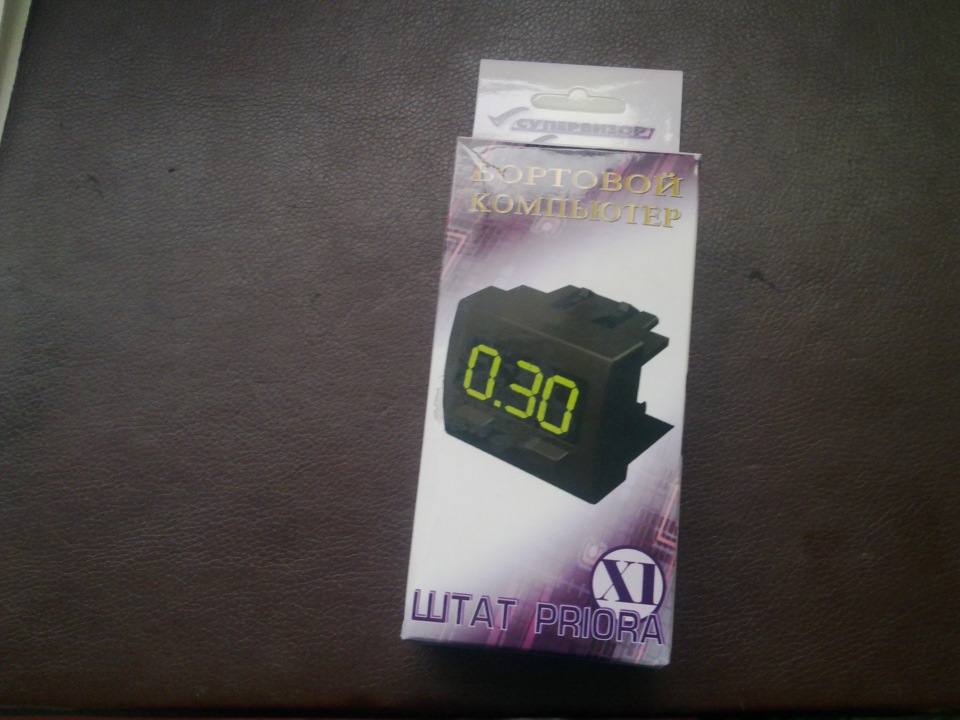 СУПЕРВИЗОР
БОРТОВОЙ
КОМПЬЮТЕР
0.30
XI
ШТАТ PRIORA